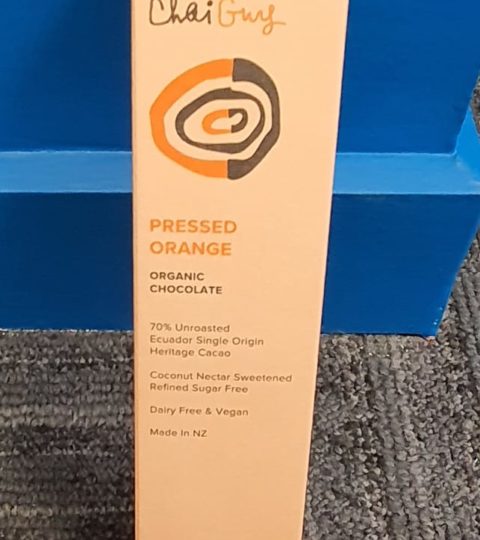 Chai Guy
PRESSED
ORANGE
ORGANIC
CHOCOLATE
70% Unroasted
Ecuador Single Origin
Heritage Cacao
Coconut Nectar Sweetened
Refined Sugar Free
Dairy Free & Vegan
Made In NZ